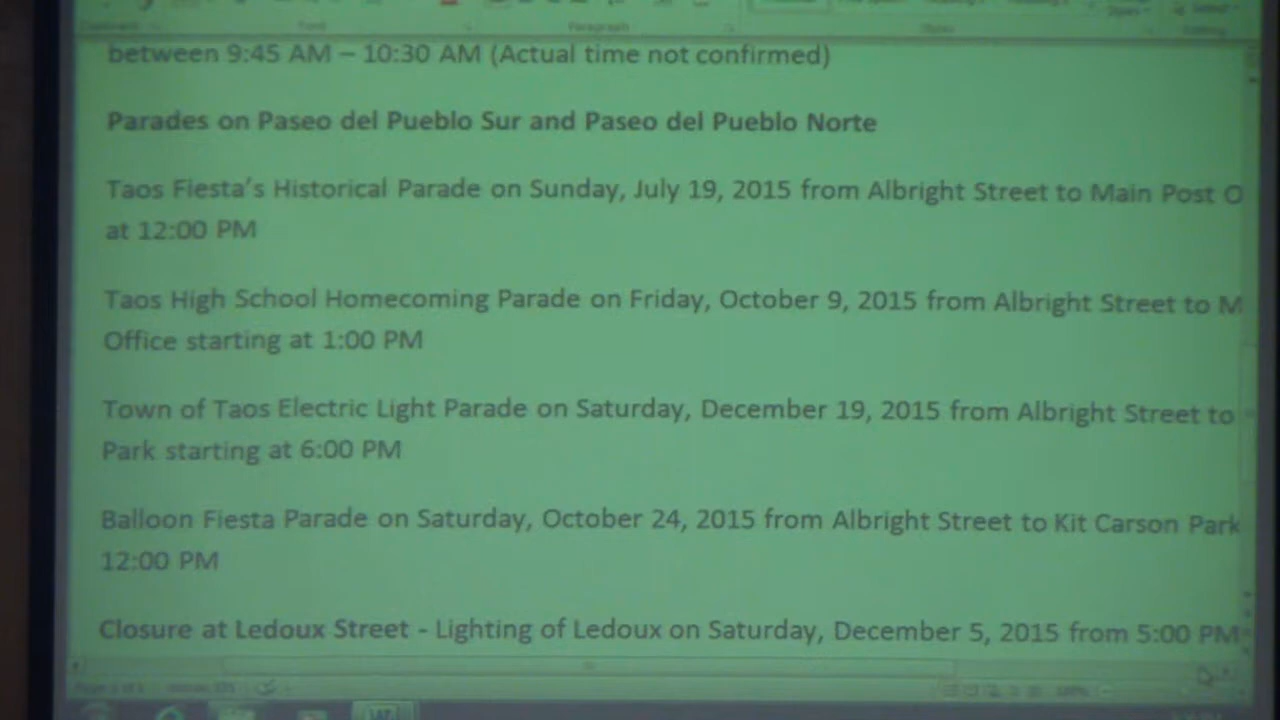 between 9:45 AM – 10:30 AM (Actual time not confirmed)
Parades on Paseo del Pueblo Sur and Paseo del Pueblo Norte
Taos Fiesta's Historical Parade on Sunday, July 19, 2015 from Albright Street to Main Post O
at 12:00 PM
Taos High School Homecoming Parade on Friday, October 9, 2015 from Albright Street to M
Office starting at 1:00 PM
Town of Taos Electric Light Parade on Saturday, December 19, 2015 from Albright Street to
Park starting at 6:00 PM
Balloon Fiesta Parade on Saturday, October 24, 2015 from Albright Street to Kit Carson Park
12:00 PM
Closure at Ledoux Street - Lighting of Ledoux on Saturday, December 5, 2015 from 5:00 PM